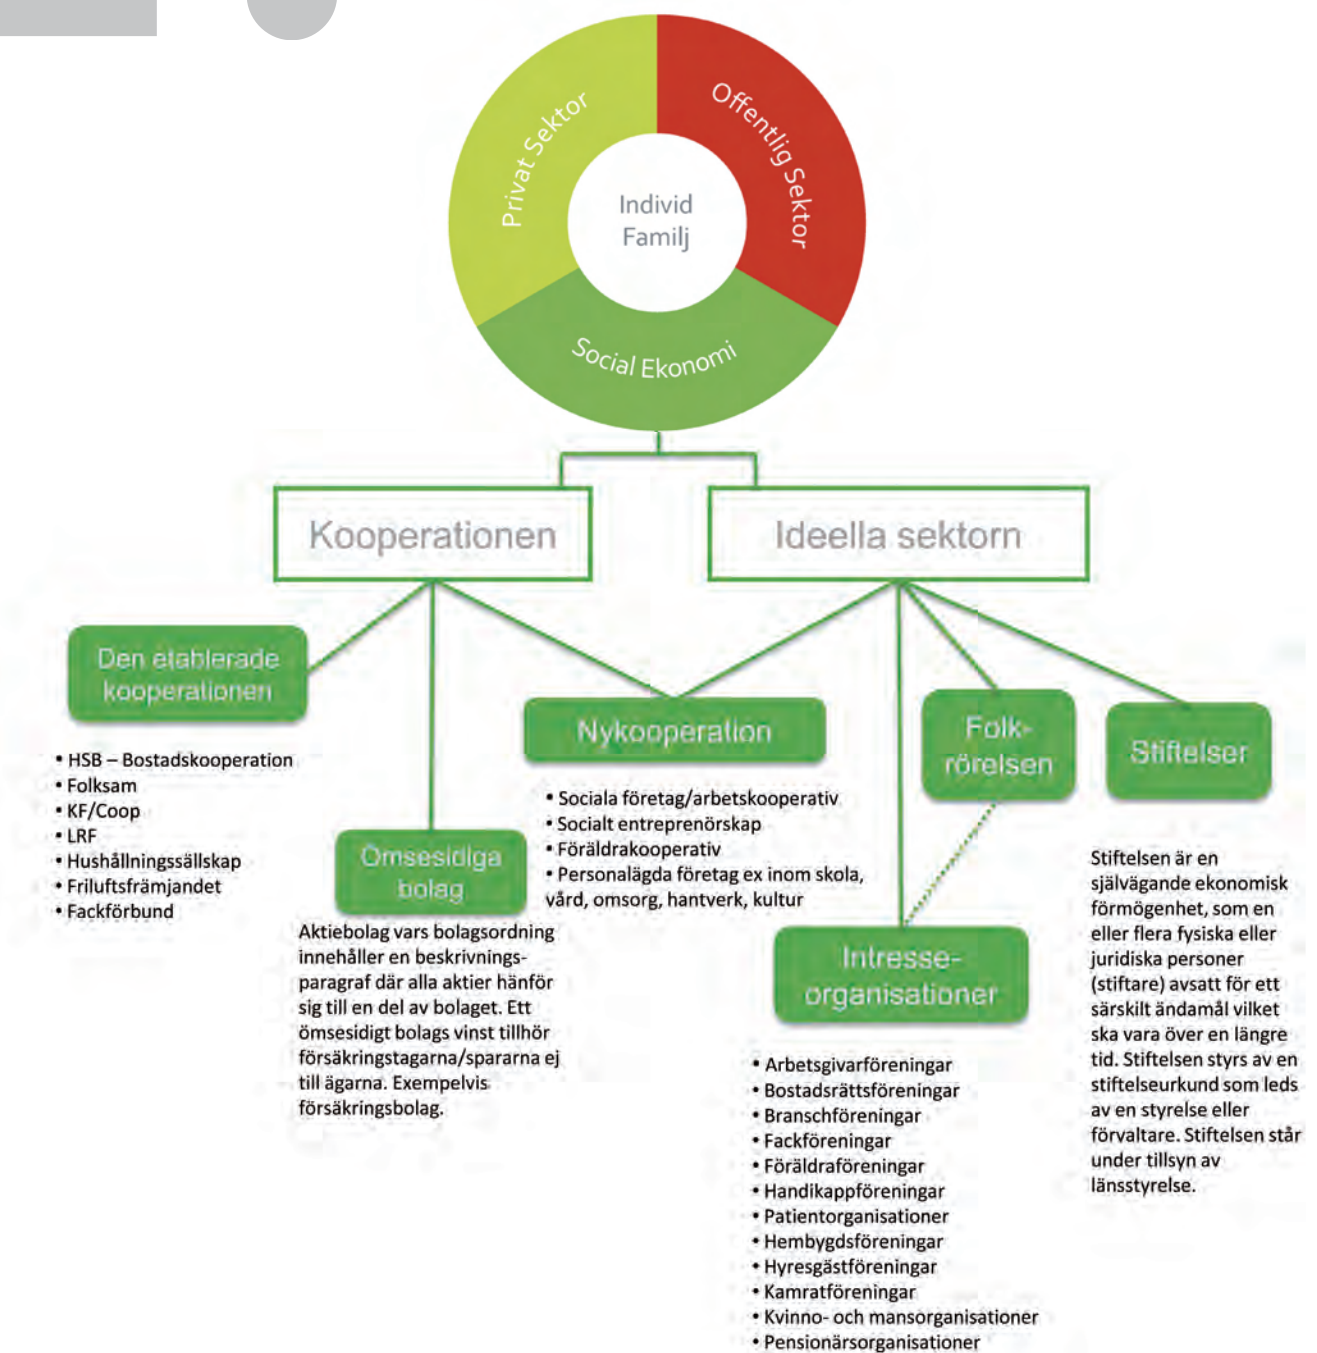 Privat Sektor
Offentlig Sektor
Individ
Familj
Social Ekonomi
Kooperationen
Ideella sektorn
Den etablerade
kooperationen
• HSB – Bostadskooperation
• Folksam
• KF/Coop
• LRF
• Hushållningssällskap
• Friluftsfrämjandet
• Fackförbund
Ömsesidiga
bolag
Aktiebolag vars bolagsordning
innehåller en beskrivnings-
paragraf där alla aktier hänför
sig till en del av bolaget. Ett
ömsesidigt bolags vinst tillhör
försäkringstagarna/spararna ej
till ägarna. Exempelvis
försäkringsbolag.
Nykooperation
• Sociala företag/arbetskooperativ
• Socialt entreprenörskap
• Föräldrakooperativ
• Personalägda företag ex inom skola,
vård, omsorg, hantverk, kultur
Folk-
rörelsen
Intresse-
organisationer
• Arbetsgivarföreningar
• Bostadsrättsföreningar
• Branschföreningar
• Fackföreningar
• Föräldraföreningar
• Handikappföreningar
• Patientorganisationer
• Hembygdsföreningar
• Hyresgästföreningar
• Kamratföreningar
• Kvinno- och mansorganisationer
• Pensionärsorganisationer
Stiftelser
Stiftelsen är en
självägande ekonomisk
förmögenhet, som en
eller flera fysiska eller
juridiska personer
(stiftare) avsatt för ett
särskilt ändamål vilket
ska vara över en längre
tid. Stiftelsen styrs av en
stiftelseurkund som leds
av en styrelse eller
förvaltare. Stiftelsen står
under tillsyn av
länsstyrelse.